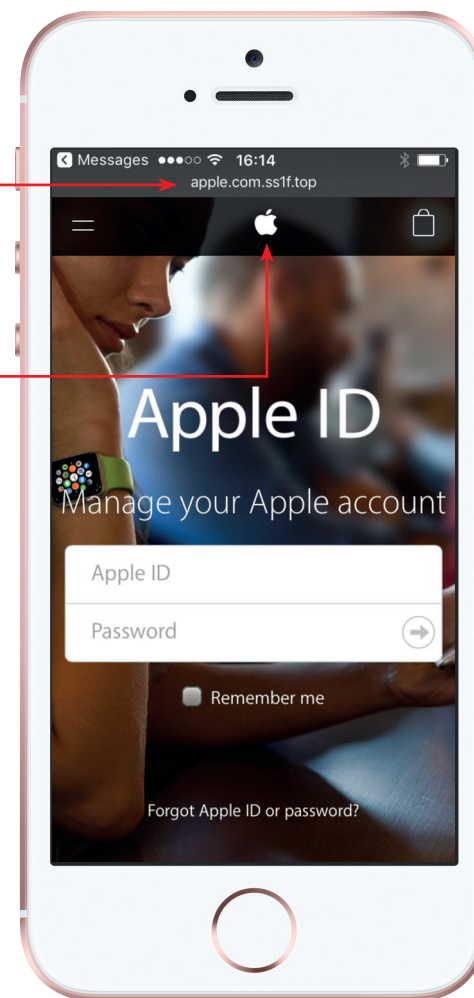 Messages 16:14
apple.com.ss1f.top
Apple ID
Manage your Apple account
Apple ID
Password
Remember me
Forgot Apple ID or password?